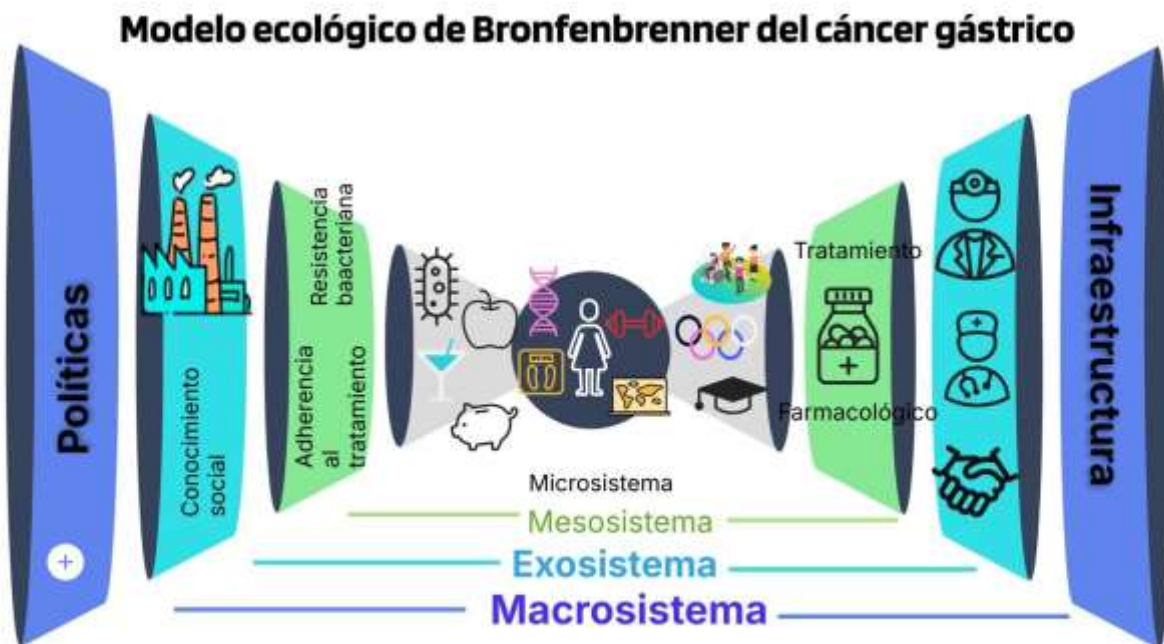 Modelo ecológico de Bronfenbrenner del cáncer gástrico
Políticas
Conocimiento
social
Resistencia
baacteriana
Adherencia
al
tratamiento
Tratamiento
Farmacológico
Infraestructura
Microsistema
Mesosistema
Exosistema
Macrosistema